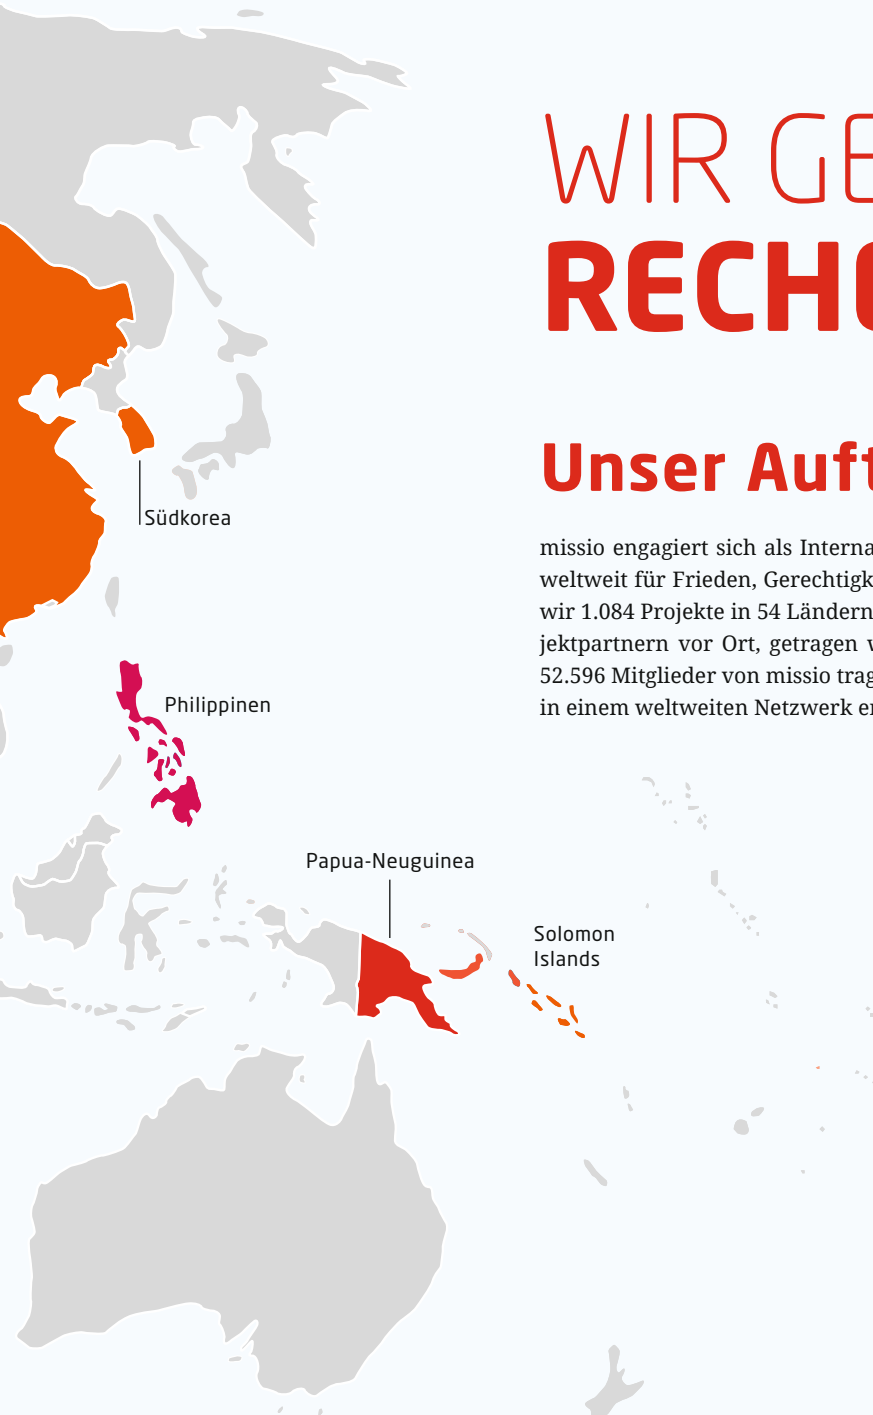 WIR GE
RECH
Unser Auft
missio engagiert sich als Interna
weltweit für Frieden, Gerechtigk
wir 1.084 Projekte in 54 Ländern
jektpartnern vor Ort, getragen
52.596 Mitglieder von missio trag
in einem weltweiten Netzwerk er
Südkorea
Philippinen
Papua-Neuguinea
Solomon
Islands